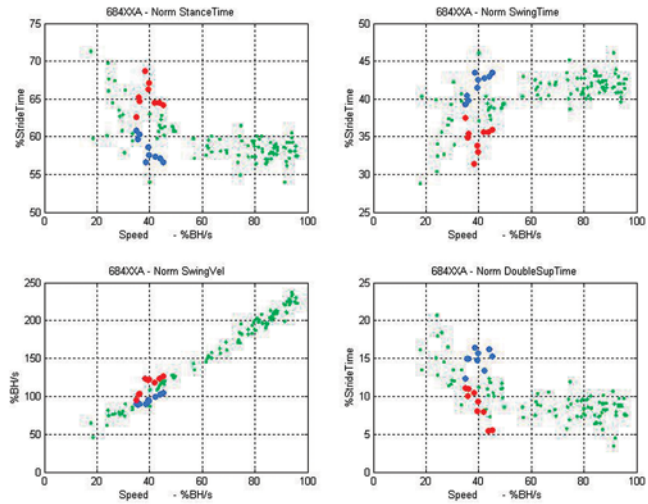 684XXA - Norm StanceTime
75
70
65
60
55
50
%StrideTime
0 20 40 60 80 100
Speed - %BH/s
684XXA - Norm SwingTime
50
45
40
35
30
25
%StrideTime
0 20 40 60 80 100
Speed - %BH/s
684XXA - Norm SwingVel
250
200
150
100
50
0
%BH/s
0 20 40 60 80 100
Speed - %BH/s
684XXA - Norm DoubleSupTime
25
20
15
10
5
0
%StrideTime
0 20 40 60 80 100
Speed - %BH/s